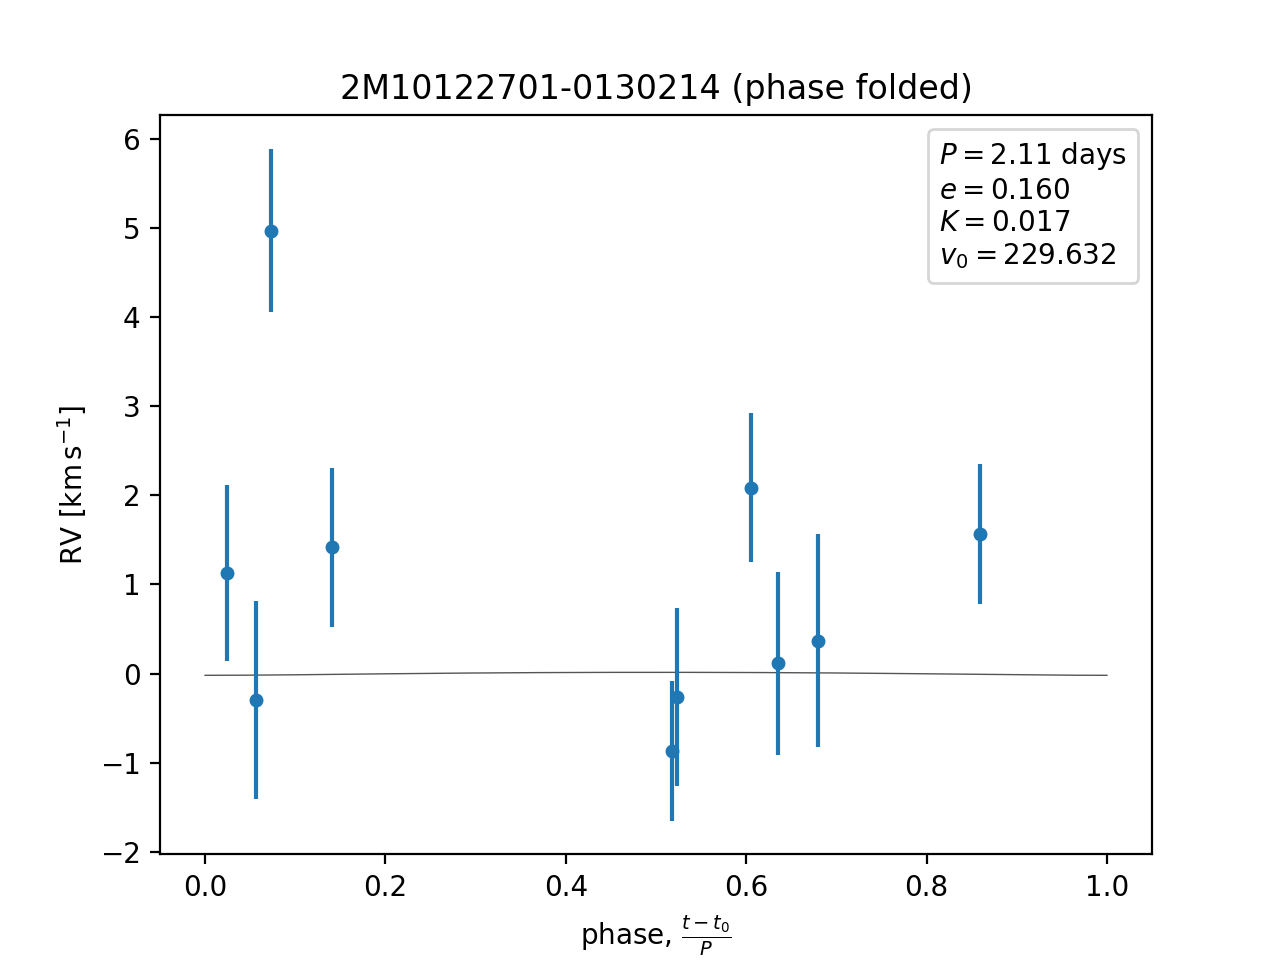 2M10122701-0130214 (phase folded)
P = 2.11 days
e = 0.160
K = 0.017
v₀ = 229.632
6
5
4
3
2
1
0
−1
−2
RV [km s⁻¹]
0.0 0.2 0.4 0.6 0.8 1.0
phase, (t − t₀)/P